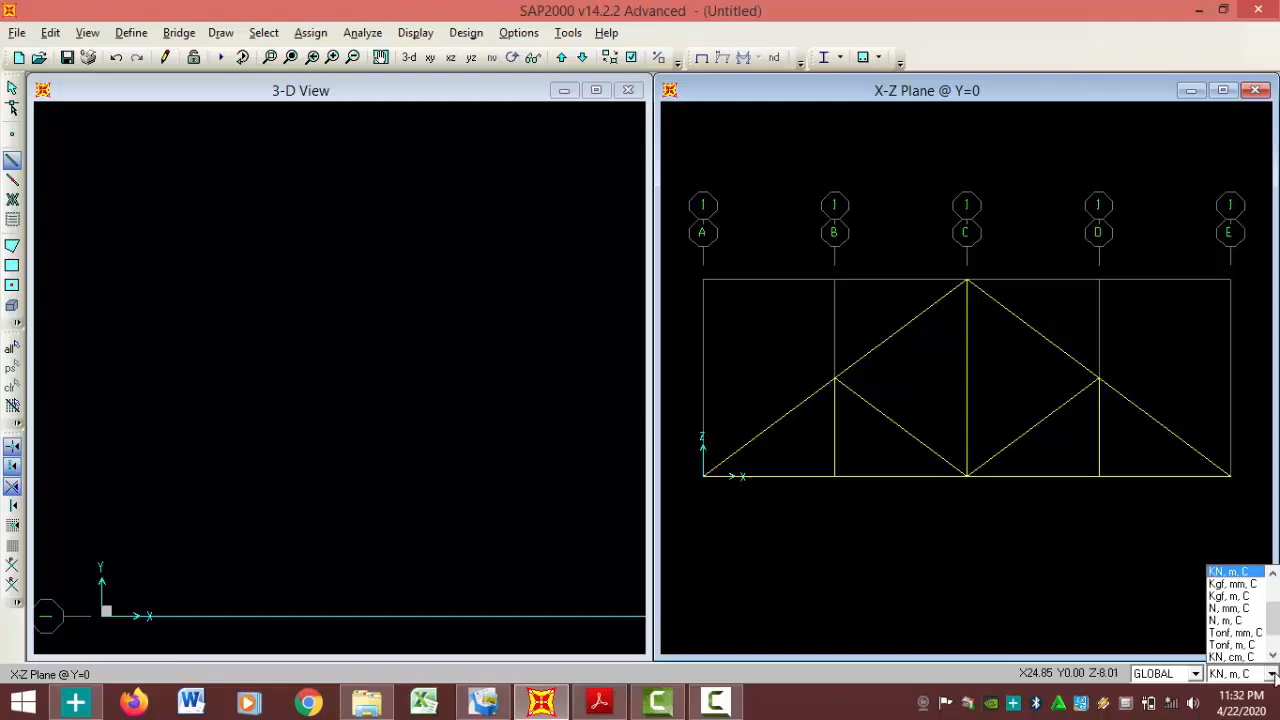 SAP2000 v14.2.2 Advanced - (Untitled)
File Edit View Define Bridge Draw Select Assign Analyze Display Design Options Tools Help
3-d xy xz yz nv nd
3-D View
X-Z Plane @ Y=0
1 1 1 1 1
A B C D E
all
ps
clr
Z
X
Y
X
KN, m, C
Kgf, mm, C
Kgf, m, C
N, mm, C
N, m, C
Tonf, mm, C
Tonf, m, C
KN, cm, C
X-Z Plane @ Y=0
X24.85 Y0.00 Z-8.01
GLOBAL
KN, m, C
11:32 PM
4/22/2020